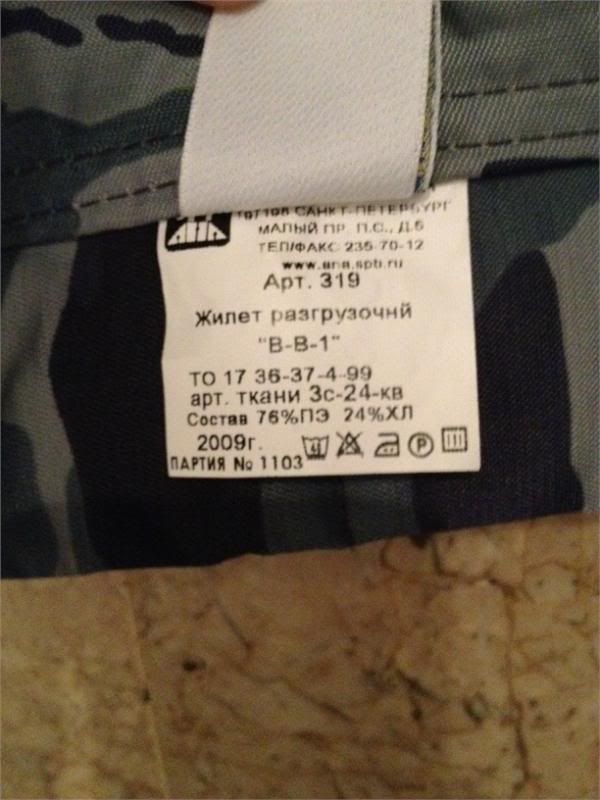 АНА
197198 САНКТ-ПЕТЕРБУРГ
МАЛЫЙ ПР. П.С., Д.5
ТЕЛ/ФАКС 235-70-12
www.ana.spb.ru
Арт. 319
Жилет разгрузочнй
"В-В-1"
ТО 17 36-37-4-99
арт. ткани 3с-24-кв
Состав 76%ПЭ 24%ХЛ
2009г.
ПАРТИЯ № 1103
P